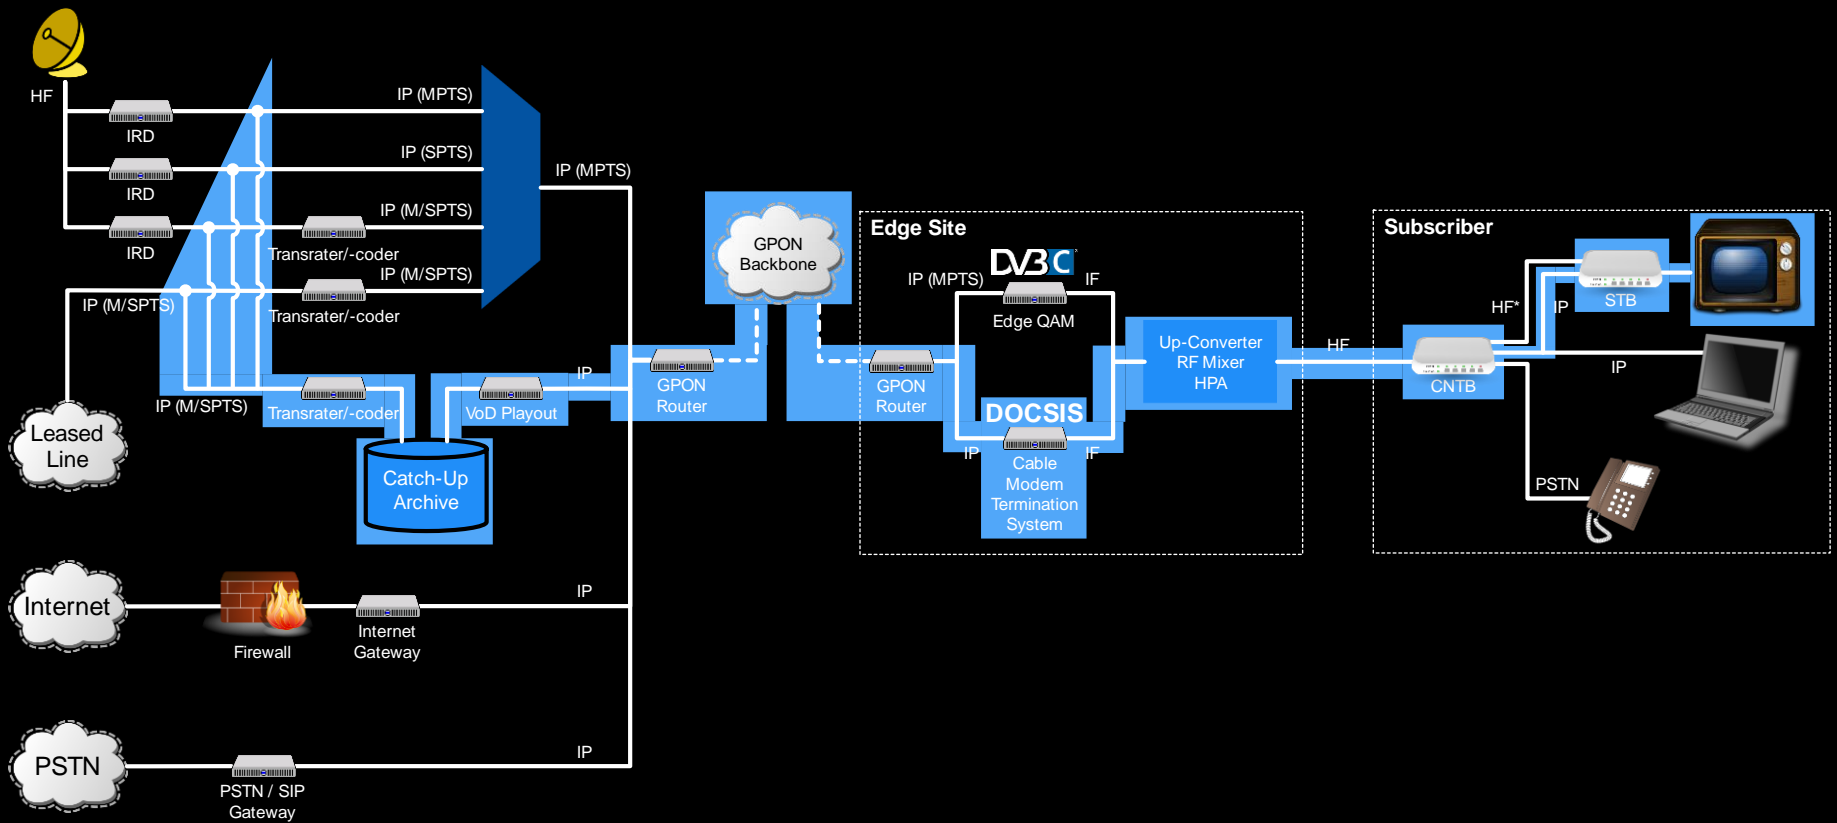 HF
IRD
IRD
IRD
IP (MPTS)
IP (SPTS)
IP (M/SPTS)
Transrater/-coder
IP (M/SPTS)
Transrater/-coder
IP (M/SPTS)
IP (MPTS)
IP (M/SPTS)
Transrater/-coder
VoD Playout
IP
Leased
Line
Catch-Up
Archive
Internet
Firewall
Internet
Gateway
IP
PSTN
PSTN / SIP
Gateway
IP
GPON
Router
GPON
Backbone
GPON
Router
Edge Site
DVB C
IP (MPTS)
IF
Edge QAM
DOCSIS
IP
IF
Cable
Modem
Termination
System
Up-Converter
RF Mixer
HPA
HF
Subscriber
HF*
IP
STB
CNTB
IP
PSTN